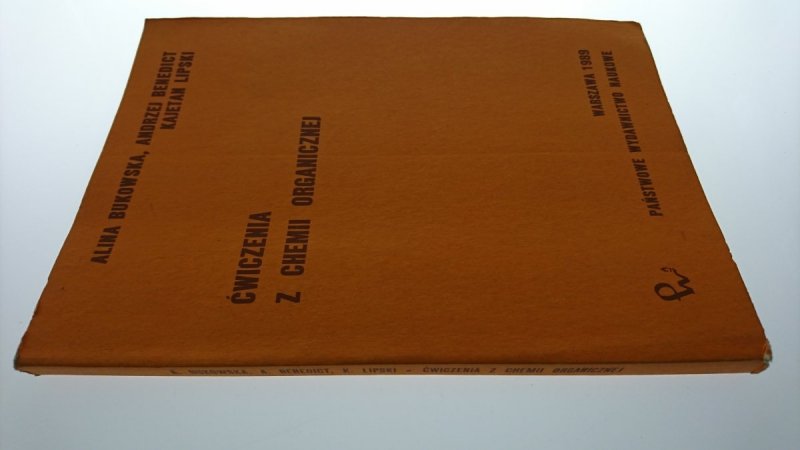 ALINA BUKOWSKA, ANDRZEJ BENEDICT
KAJETAN LIPSKI
ĆWICZENIA
Z CHEMII ORGANICZNEJ
WARSZAWA 1989
PAŃSTWOWE WYDAWNICTWO NAUKOWE
A. BUKOWSKA, A. BENEDICT, K. LIPSKI - ĆWICZENIA Z CHEMII ORGANICZNEJ